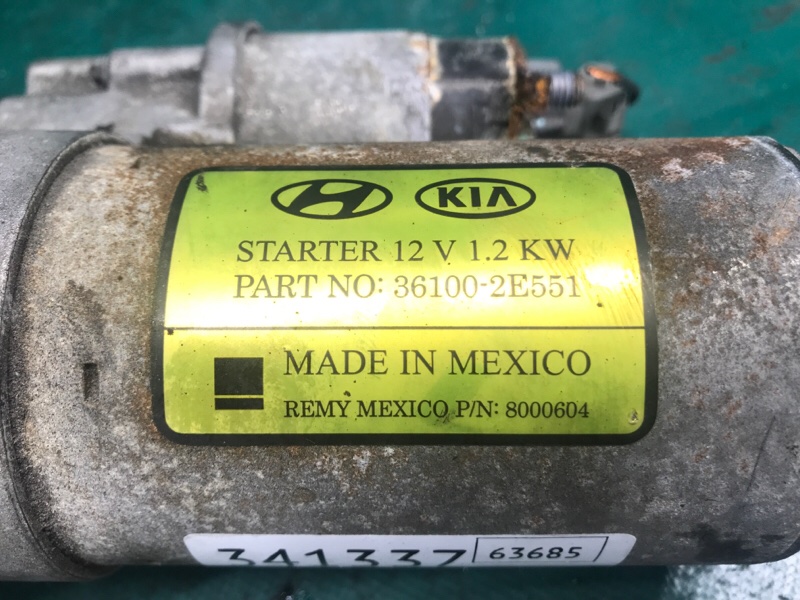 KIA
STARTER 12 V 1.2 KW
PART NO: 36100-2E551
MADE IN MEXICO
REMY MEXICO P/N: 8000604
341337 63685